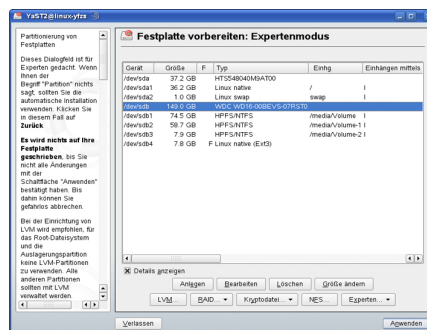 YaST2@linux-yfzs
Partitionierung von
Festplatten
Dieses Dialogfeld ist für
Experten gedacht. Wenn
Ihnen der
Begriff "Partition" nichts
sagt, sollten Sie die
automatische Installation
verwenden. Klicken Sie
in diesem Fall auf
Zurück.
Es wird nichts auf Ihre
Festplatte
geschrieben, bis Sie
nicht alle Änderungen
mit der
Schaltfläche "Anwenden"
bestätigt haben. Bis
dahin können Sie
gefahrlos abbrechen.
Bei der Einrichtung von
LVM wird empfohlen, für
das Root-Dateisystem
und die
Auslagerungspartition
keine LVM-Partitionen
zu verwenden. Alle
anderen Partitionen
sollten mit LVM
verwaltet werden.
Festplatte vorbereiten: Expertenmodus
Gerät Größe F Typ Einhg Einhängen mittels
/dev/sda 37.2 GB HTS548040M9AT00
/dev/sda1 36.2 GB Linux native / I
/dev/sda2 1.0 GB Linux swap swap I
/dev/sdb 149.0 GB WDC WD16-00BEVS-07RST0
/dev/sdb1 74.5 GB HPFS/NTFS /media/Volume I
/dev/sdb2 58.7 GB HPFS/NTFS /media/Volume-1 I
/dev/sdb3 7.9 GB HPFS/NTFS /media/Volume-2 I
/dev/sdb4 7.8 GB F Linux native (Ext3)
Details anzeigen
Anlegen Bearbeiten Löschen Größe ändern
LVM... RAID... Kryptodatei... NFS... Experten...
Verlassen Anwenden